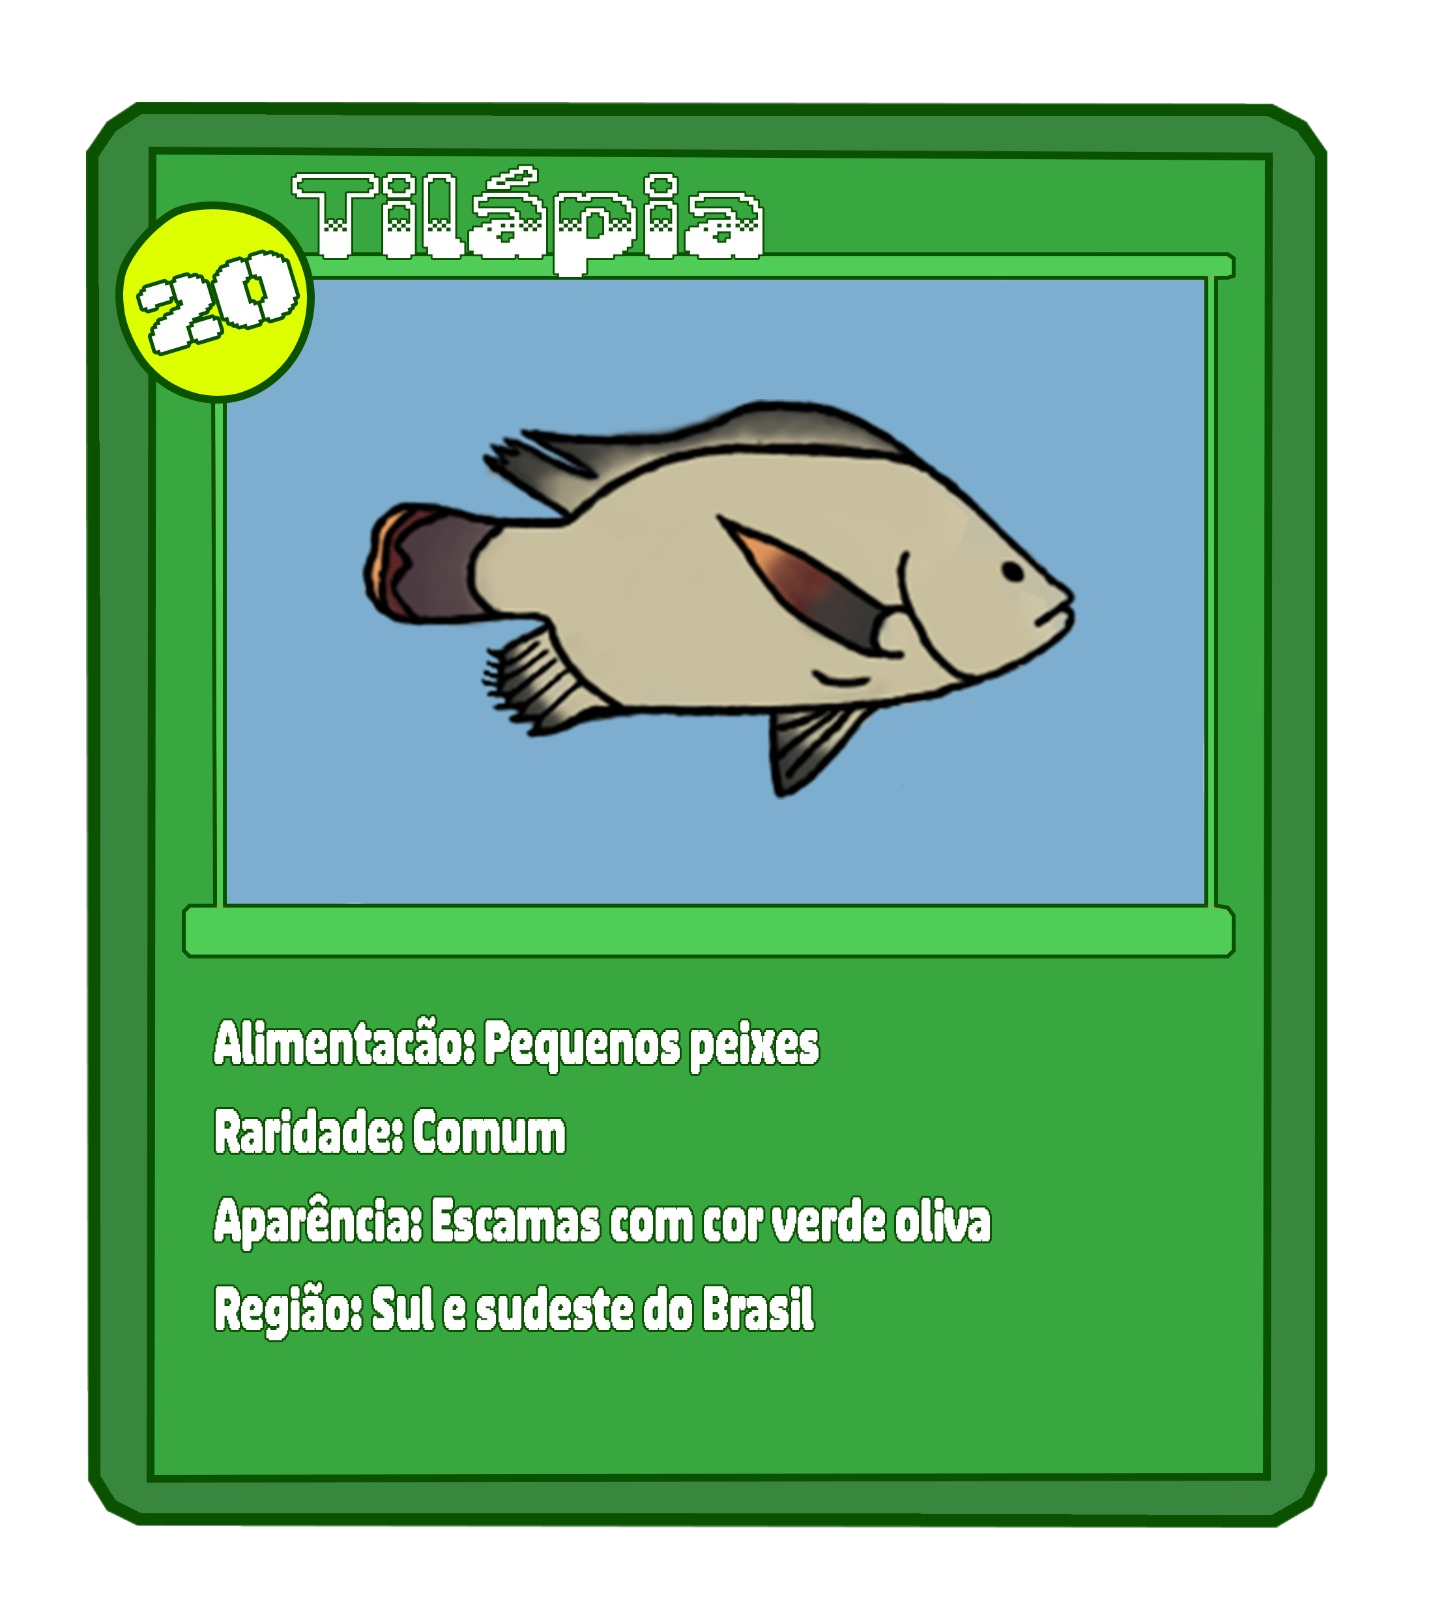 Tilápia
20
Alimentacão: Pequenos peixes
Raridade: Comum
Aparência: Escamas com cor verde oliva
Região: Sul e sudeste do Brasil